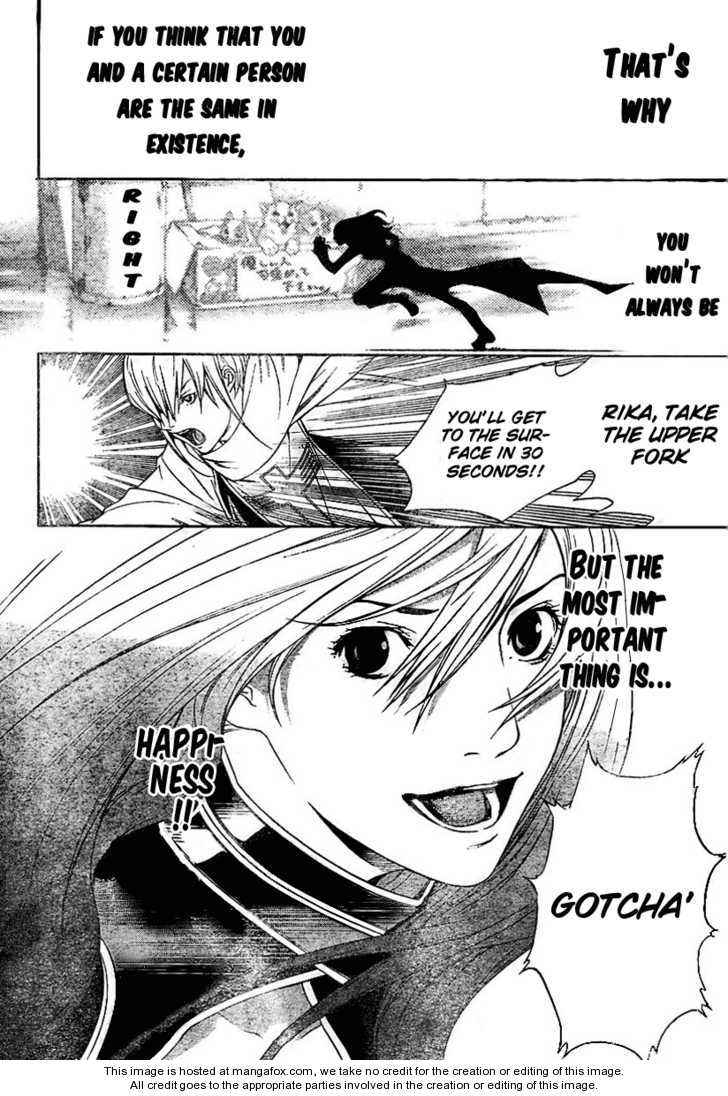 THAT'S
WHY
IF YOU THINK THAT YOU
AND A CERTAIN PERSON
ARE THE SAME IN
EXISTENCE,
YOU
WON'T
ALWAYS BE
RIGHT
RIKA, TAKE
THE UPPER
FORK
YOU'LL GET
TO THE SUR-
FACE IN 30
SECONDS!!
BUT THE
MOST IM-
PORTANT
THING IS...
HAPPI-
NESS
!!
GOTCHA'
This image is hosted at mangafox.com, we take no credit for the creation or editing of this image.
All credit goes to the appropriate parties involved in the creation or editing of this image.